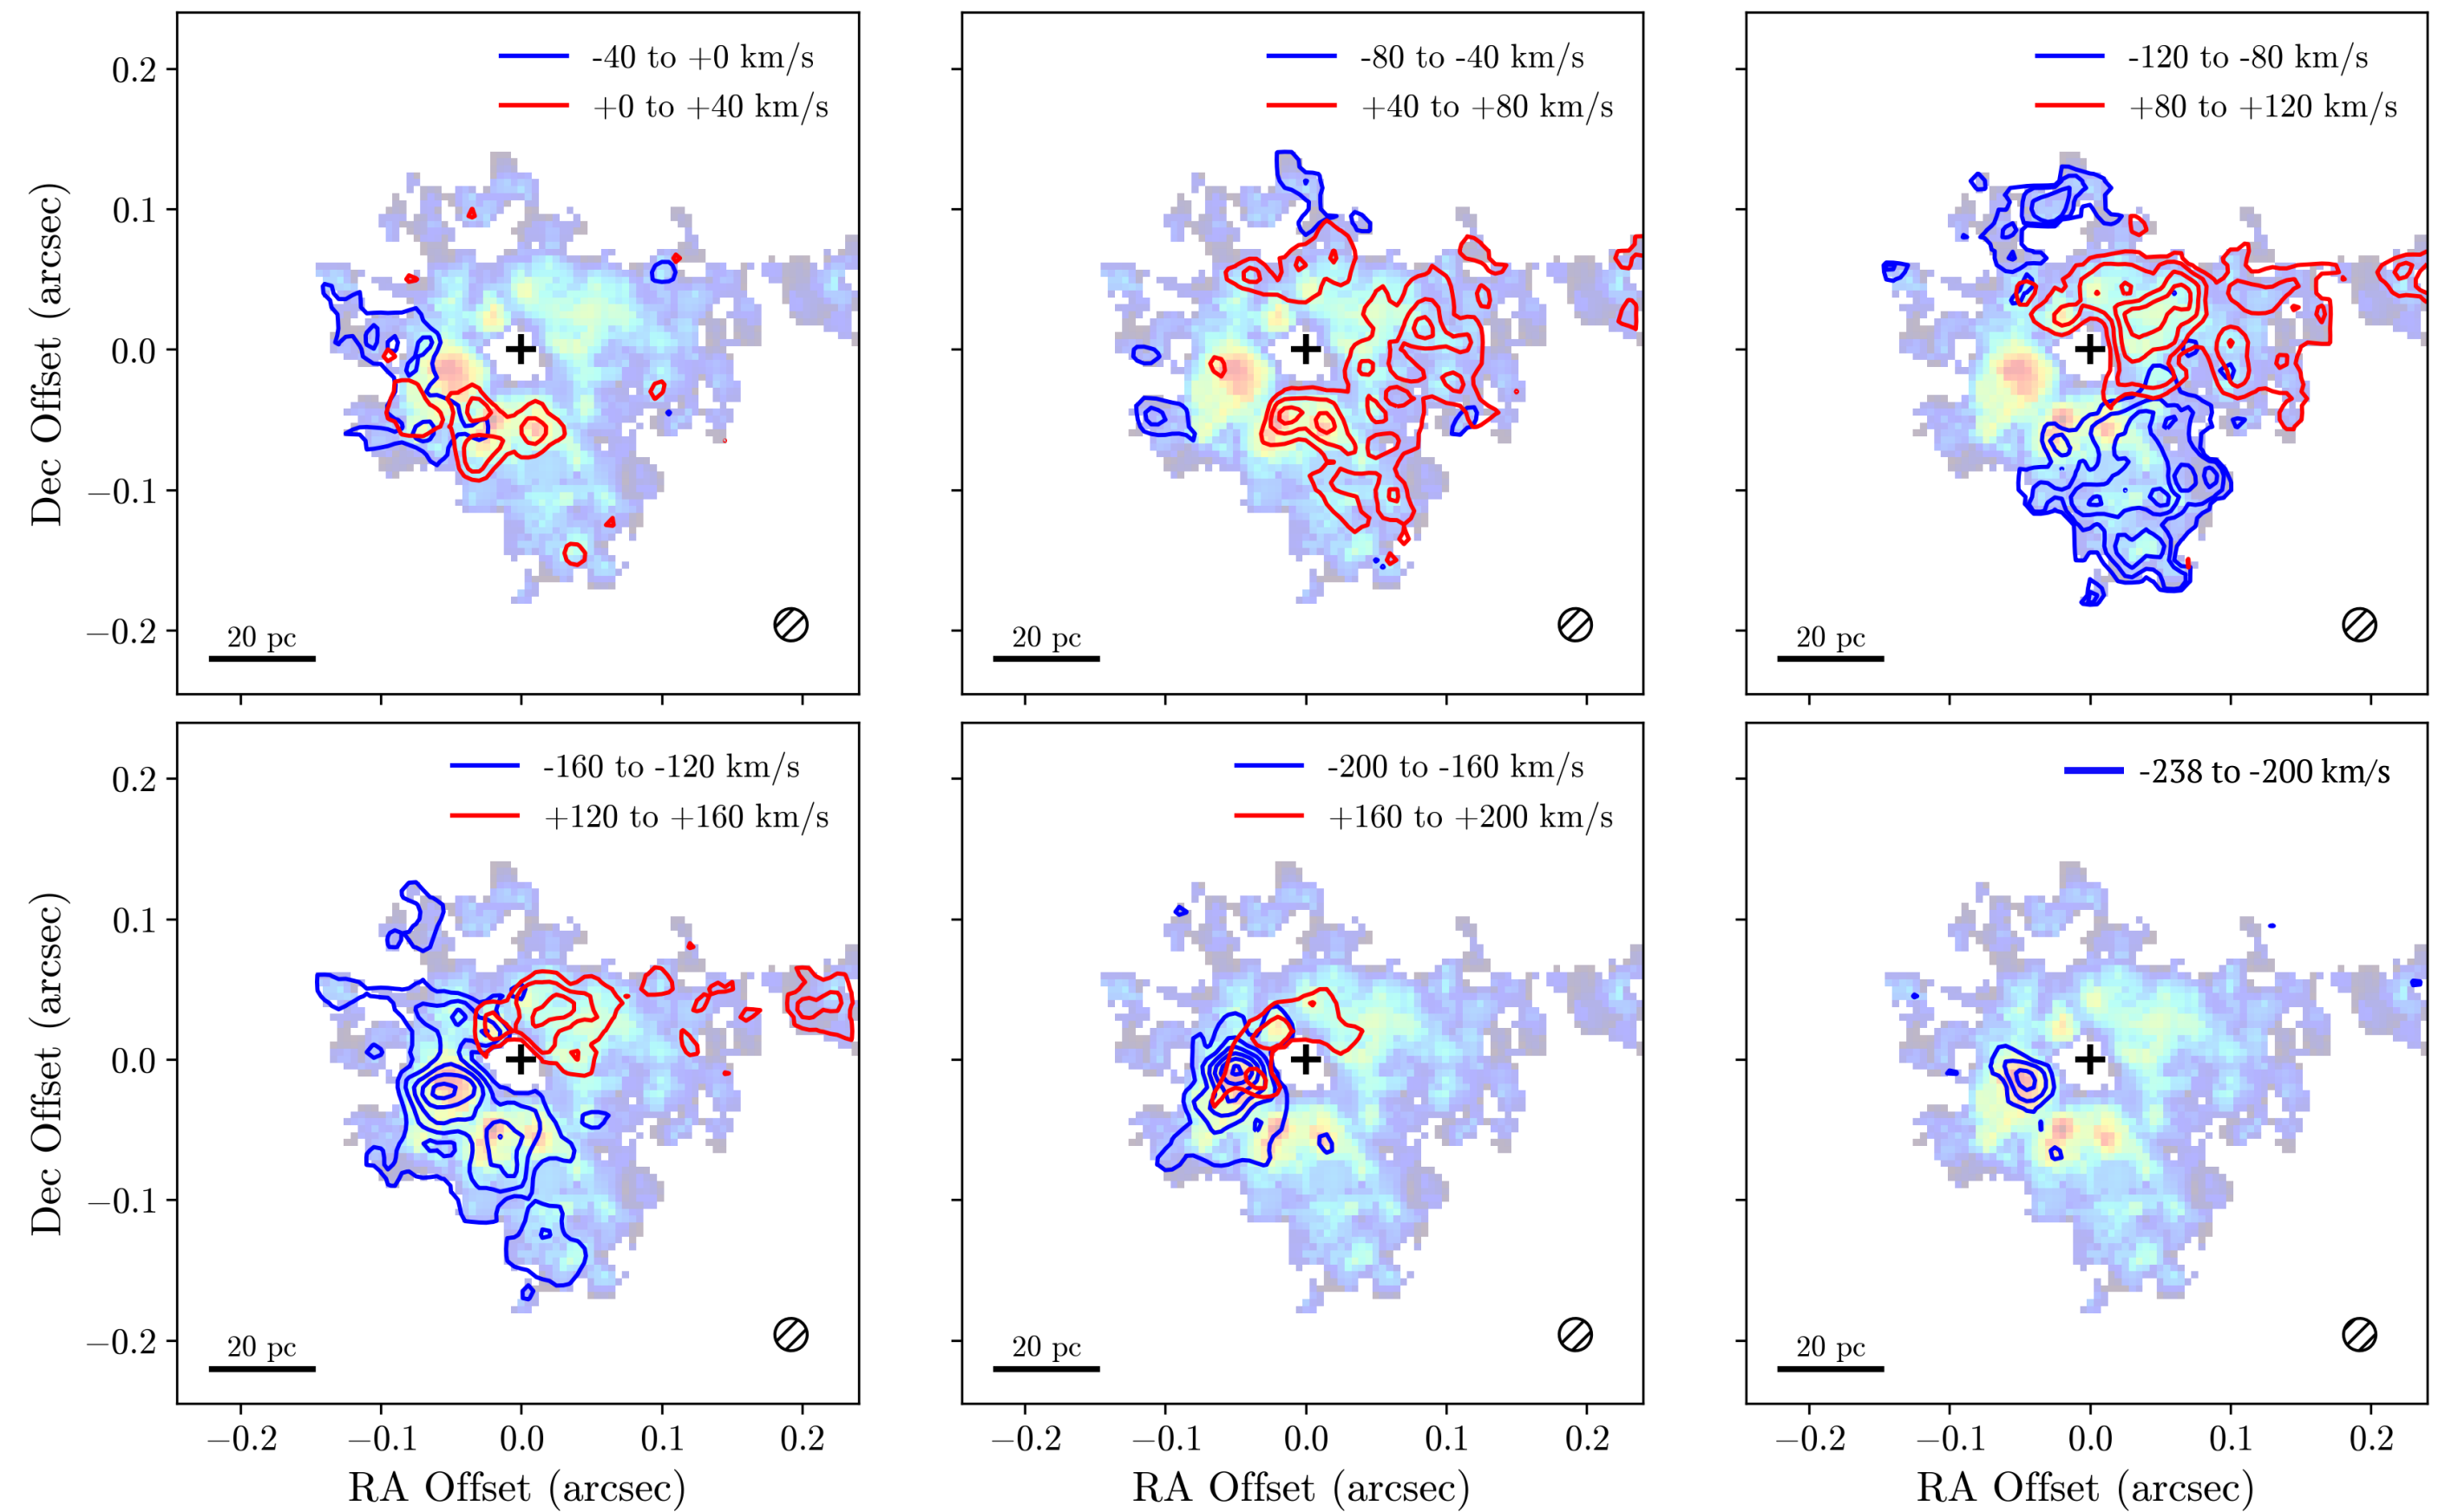 -40 to +0 km/s
+0 to +40 km/s
-80 to -40 km/s
+40 to +80 km/s
-120 to -80 km/s
+80 to +120 km/s
0.2
0.1
0.0
−0.1
−0.2
Dec Offset (arcsec)
20 pc
20 pc
20 pc
-160 to -120 km/s
+120 to +160 km/s
-200 to -160 km/s
+160 to +200 km/s
-238 to -200 km/s
0.2
0.1
0.0
−0.1
−0.2
Dec Offset (arcsec)
20 pc
20 pc
20 pc
−0.2 −0.1 0.0 0.1 0.2
−0.2 −0.1 0.0 0.1 0.2
−0.2 −0.1 0.0 0.1 0.2
RA Offset (arcsec)
RA Offset (arcsec)
RA Offset (arcsec)